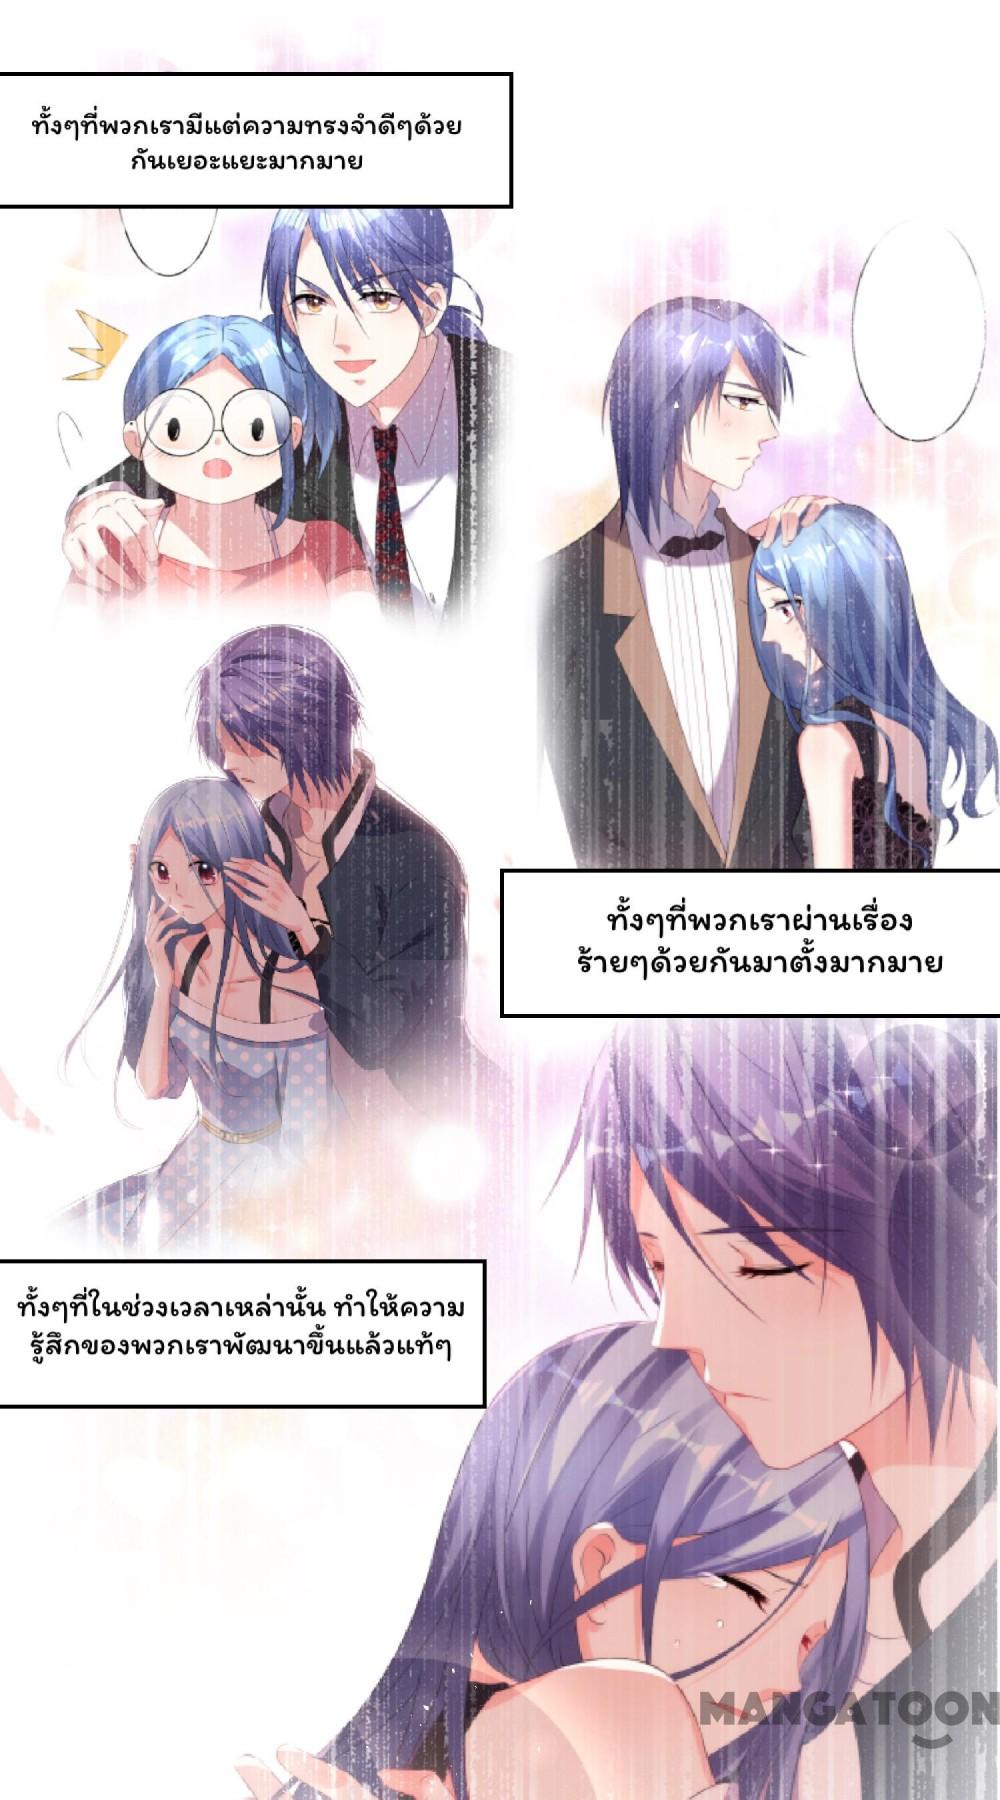 ทั้งๆที่พวกเรามีแต่ความทรงจำดีๆด้วย
กันเยอะแยะมากมาย
ทั้งๆที่พวกเราผ่านเรื่อง
ร้ายๆด้วยกันมาตั้งมากมาย
ทั้งๆที่ในช่วงเวลาเหล่านั้น ทำให้ความ
รู้สึกของพวกเราพัฒนาขึ้นแล้วแท้ๆ
MANGATOON